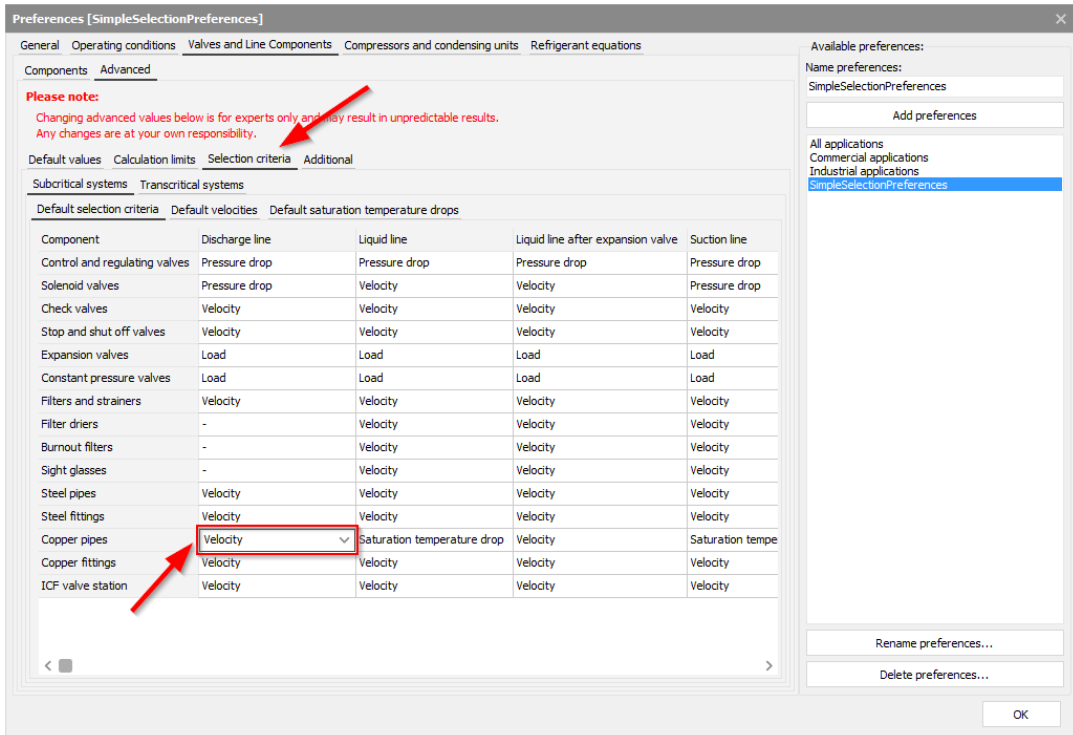 Preferences [SimpleSelectionPreferences]
General Operating conditions Valves and Line Components Compressors and condensing units Refrigerant equations
Components Advanced
Please note:
Changing advanced values below is for experts only and may result in unpredictable results.
Any changes are at your own responsibility.
Default values Calculation limits Selection criteria Additional
Subcritical systems Transcritical systems
Default selection criteria Default velocities Default saturation temperature drops
Component Discharge line Liquid line Liquid line after expansion valve Suction line
Control and regulating valves Pressure drop Pressure drop Pressure drop Pressure drop
Solenoid valves Pressure drop Velocity Velocity Pressure drop
Check valves Velocity Velocity Velocity Velocity
Stop and shut off valves Velocity Velocity Velocity Velocity
Expansion valves Load Load Load Load
Constant pressure valves Load Load Load Load
Filters and strainers Velocity Velocity Velocity Velocity
Filter driers - Velocity Velocity Velocity
Burnout filters - Velocity Velocity Velocity
Sight glasses - Velocity Velocity Velocity
Steel pipes Velocity Velocity Velocity Velocity
Steel fittings Velocity Velocity Velocity Velocity
Copper pipes Velocity Saturation temperature drop Velocity Saturation tempe
Copper fittings Velocity Velocity Velocity Velocity
ICF valve station Velocity Velocity Velocity Velocity
Available preferences:
Name preferences:
SimpleSelectionPreferences
Add preferences
All applications
Commercial applications
Industrial applications
SimpleSelectionPreferences
Rename preferences...
Delete preferences...
OK